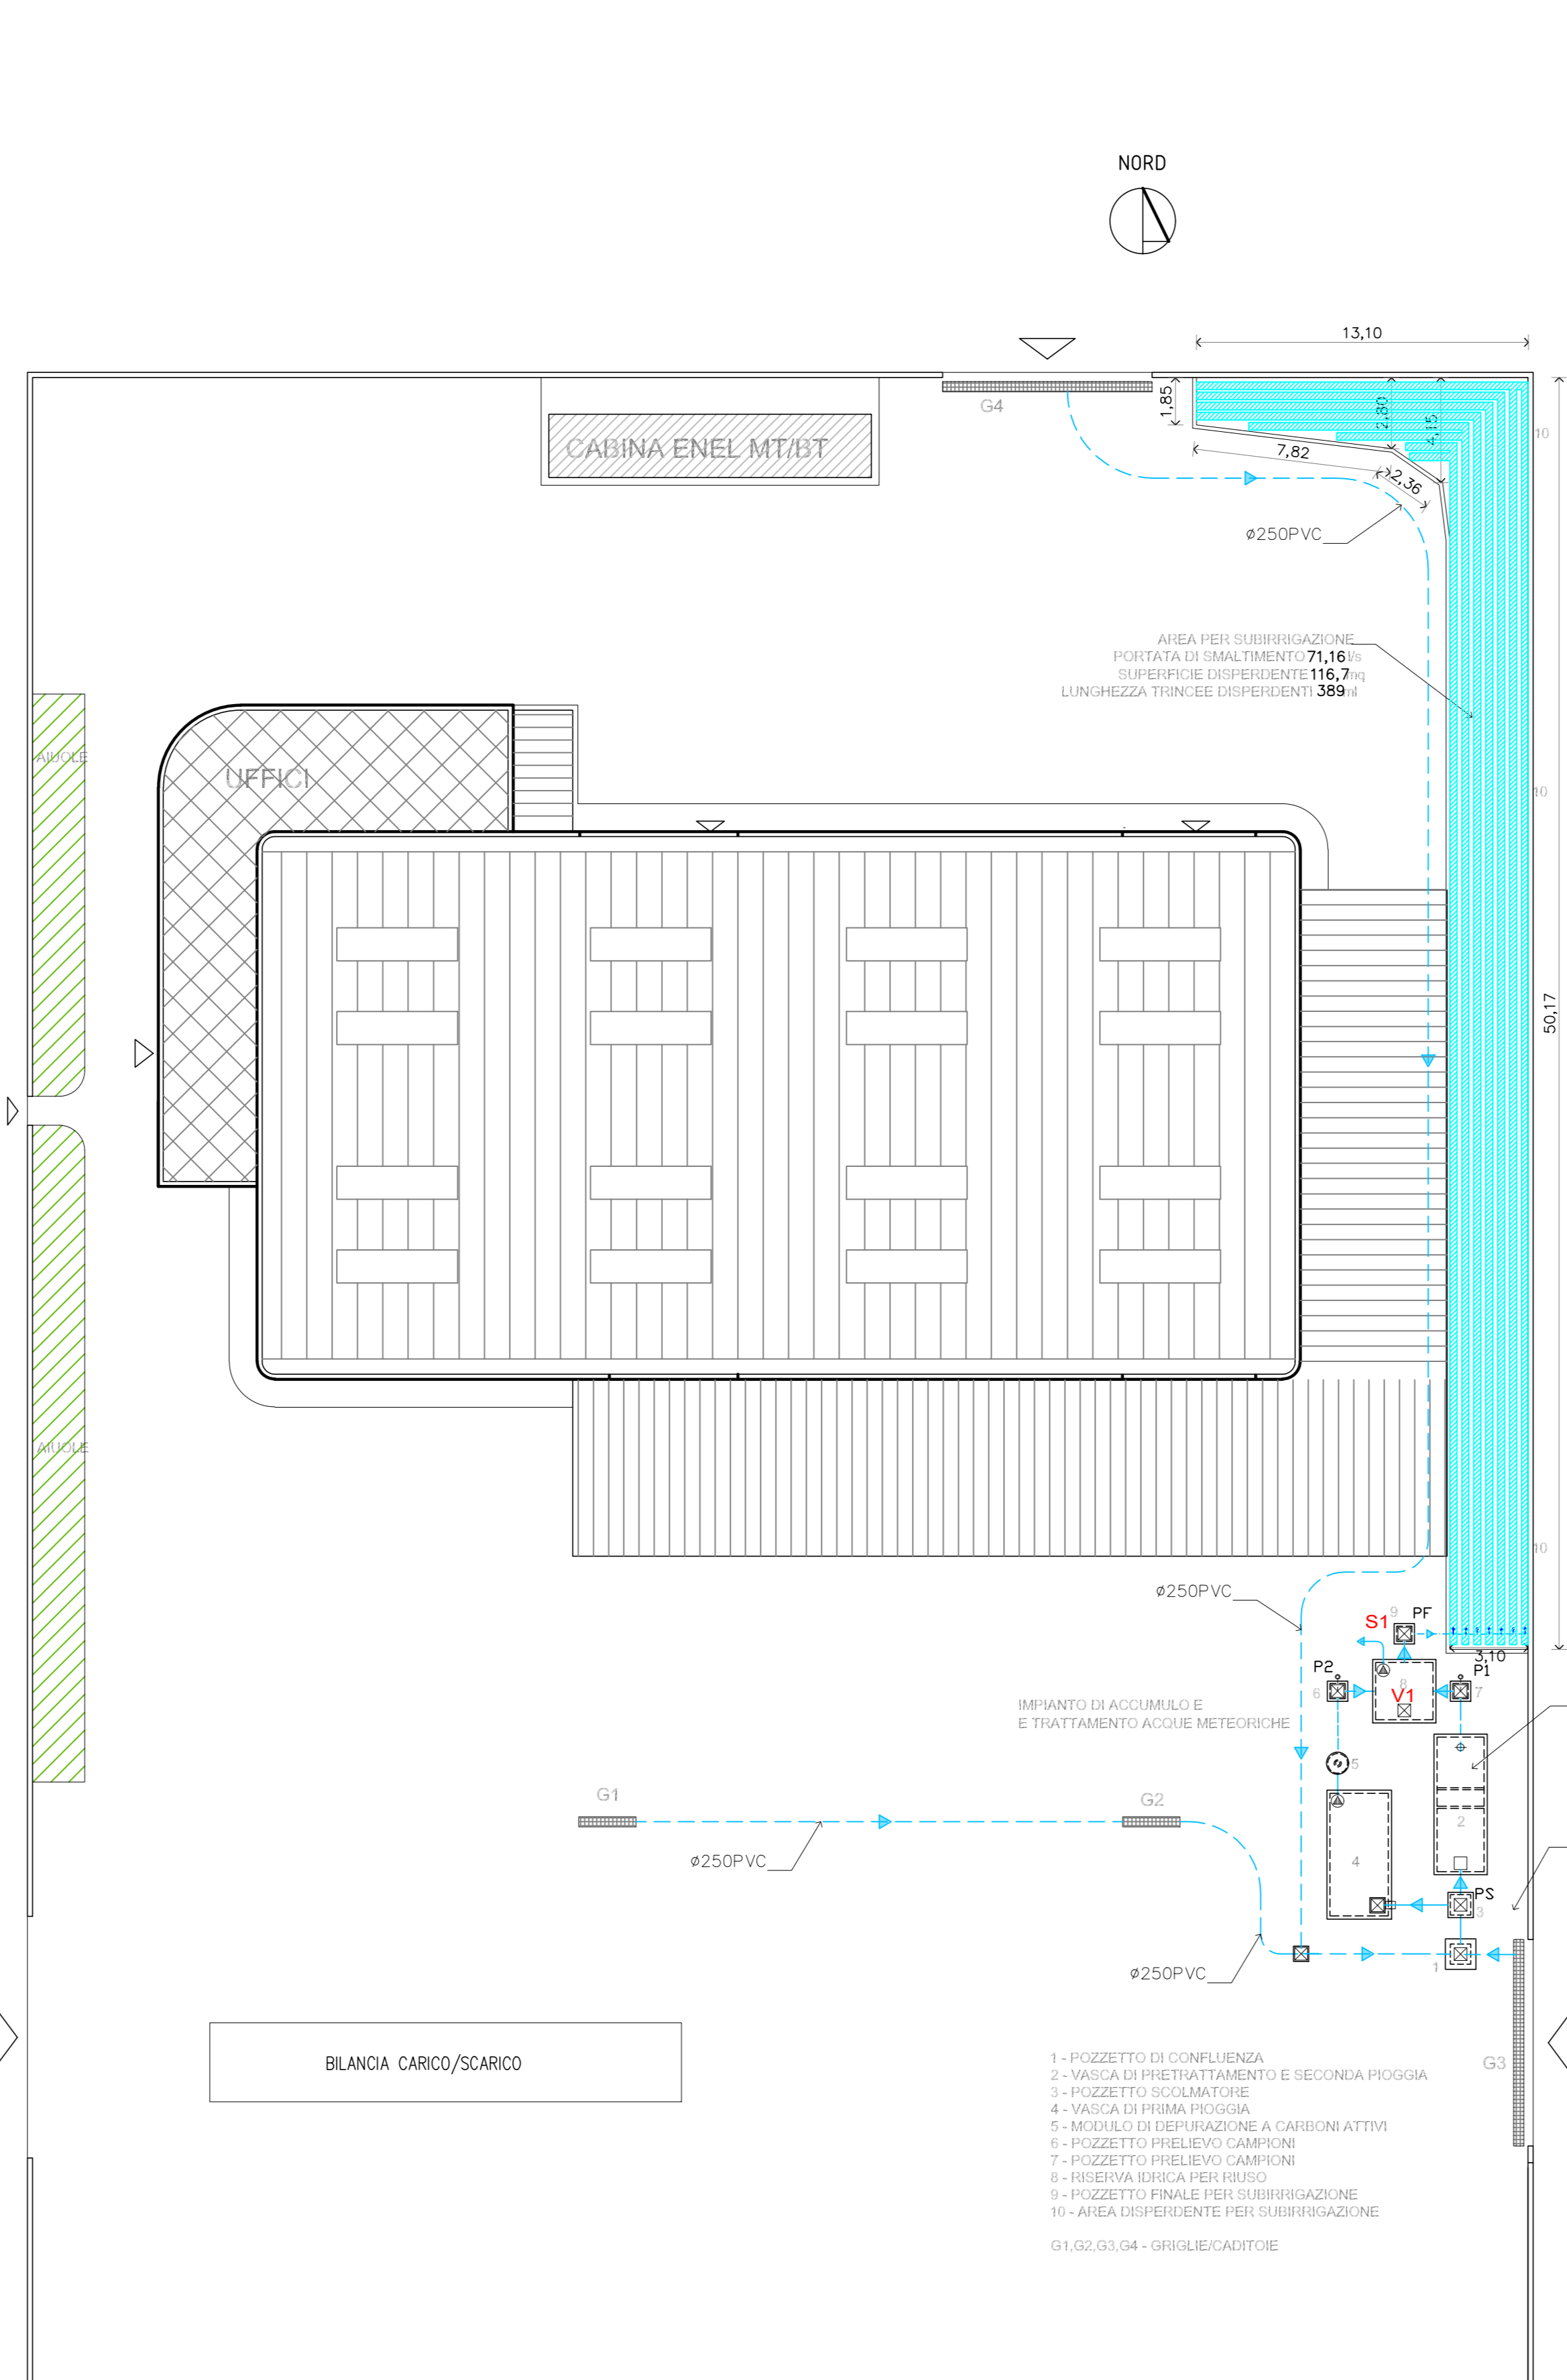 NORD
13,10
G4
1,85
2,80
4,15
10
CABINA ENEL MT/BT
7,82
2,36
ø250PVC
AREA PER SUBIRRIGAZIONE
PORTATA DI SMALTIMENTO 71,16 l/s
SUPERFICIE DISPERDENTE 116,7 mq
LUNGHEZZA TRINCEE DISPERDENTI 389 ml
AIUOLE
UFFICI
10
50,17
AIUOLE
10
ø250PVC
9 PF
S1
3,10
P2
P1
6
8
7
V1
IMPIANTO DI ACCUMULO E
E TRATTAMENTO ACQUE METEORICHE
5
G1
G2
2
ø250PVC
4
PS
3
ø250PVC
1
BILANCIA CARICO/SCARICO
G3
1 - POZZETTO DI CONFLUENZA
2 - VASCA DI PRETRATTAMENTO E SECONDA PIOGGIA
3 - POZZETTO SCOLMATORE
4 - VASCA DI PRIMA PIOGGIA
5 - MODULO DI DEPURAZIONE A CARBONI ATTIVI
6 - POZZETTO PRELIEVO CAMPIONI
7 - POZZETTO PRELIEVO CAMPIONI
8 - RISERVA IDRICA PER RIUSO
9 - POZZETTO FINALE PER SUBIRRIGAZIONE
10 - AREA DISPERDENTE PER SUBIRRIGAZIONE
G1,G2,G3,G4 - GRIGLIE/CADITOIE